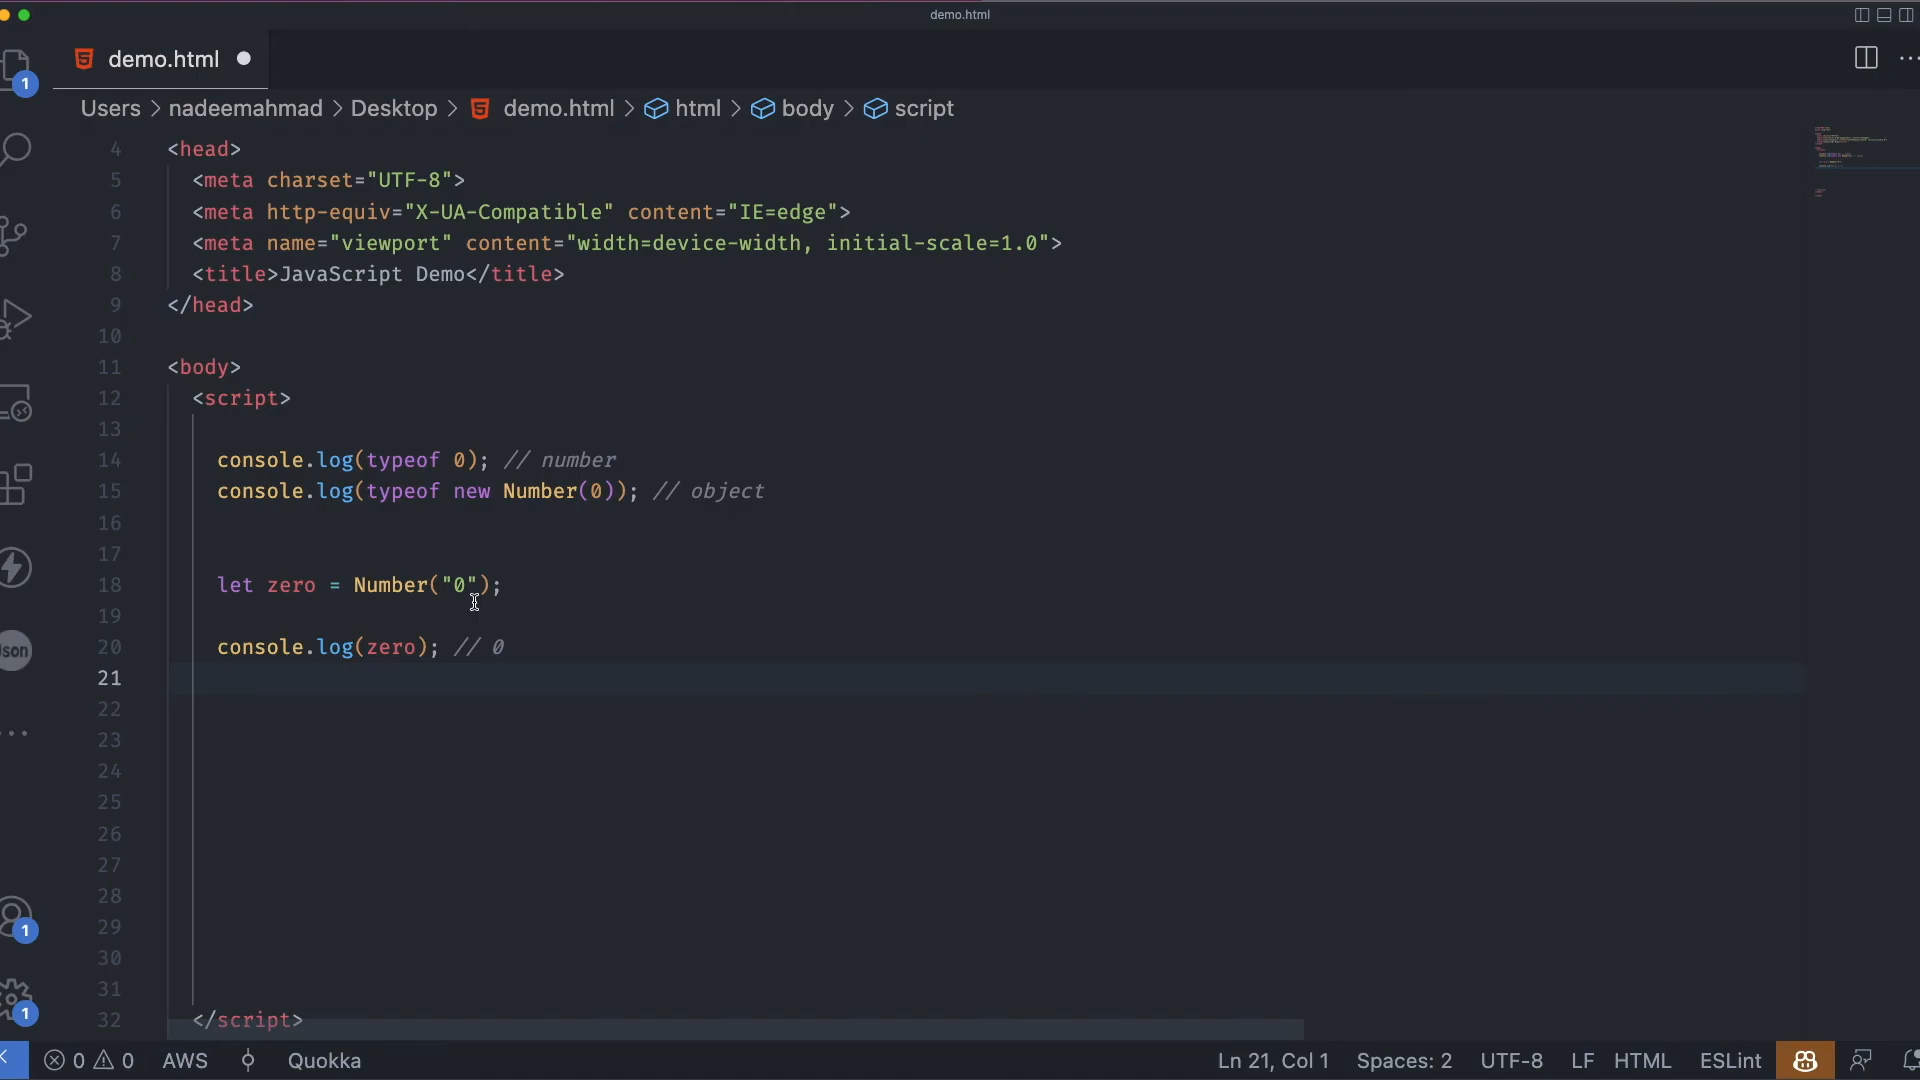 demo.html
demo.html
1
Users > nadeemahmad > Desktop > demo.html > html > body > script
4 <head>
5 <meta charset="UTF-8">
6 <meta http-equiv="X-UA-Compatible" content="IE=edge">
7 <meta name="viewport" content="width=device-width, initial-scale=1.0">
8 <title>JavaScript Demo</title>
9 </head>
10
11 <body>
12 <script>
13
14 console.log(typeof 0); // number
15 console.log(typeof new Number(0)); // object
16
17
18 let zero = Number("0");
19
20 console.log(zero); // 0
21
22
23
24
25
26
27
28
29
30
31
32 </script>
1
1
0 0 AWS Quokka Ln 21, Col 1 Spaces: 2 UTF-8 LF HTML ESLint